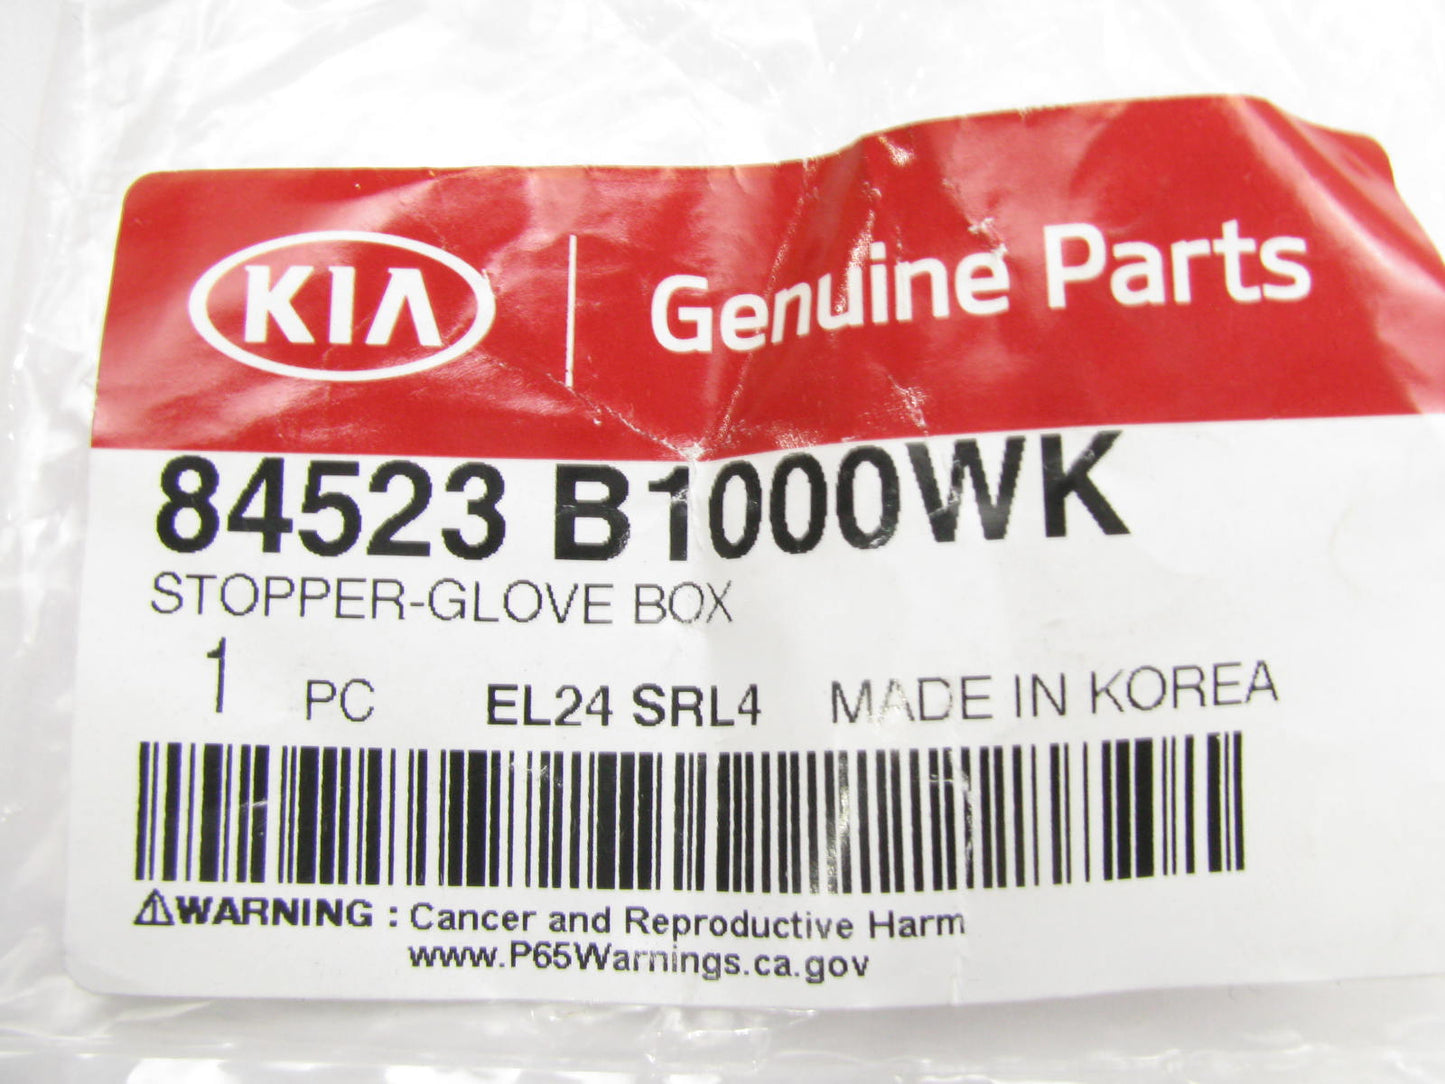 KIA Genuine Parts
84523 B1000WK
STOPPER-GLOVE BOX
1 PC EL24 SRL4 MADE IN KOREA
⚠WARNING : Cancer and Reproductive Harm
www.P65Warnings.ca.gov